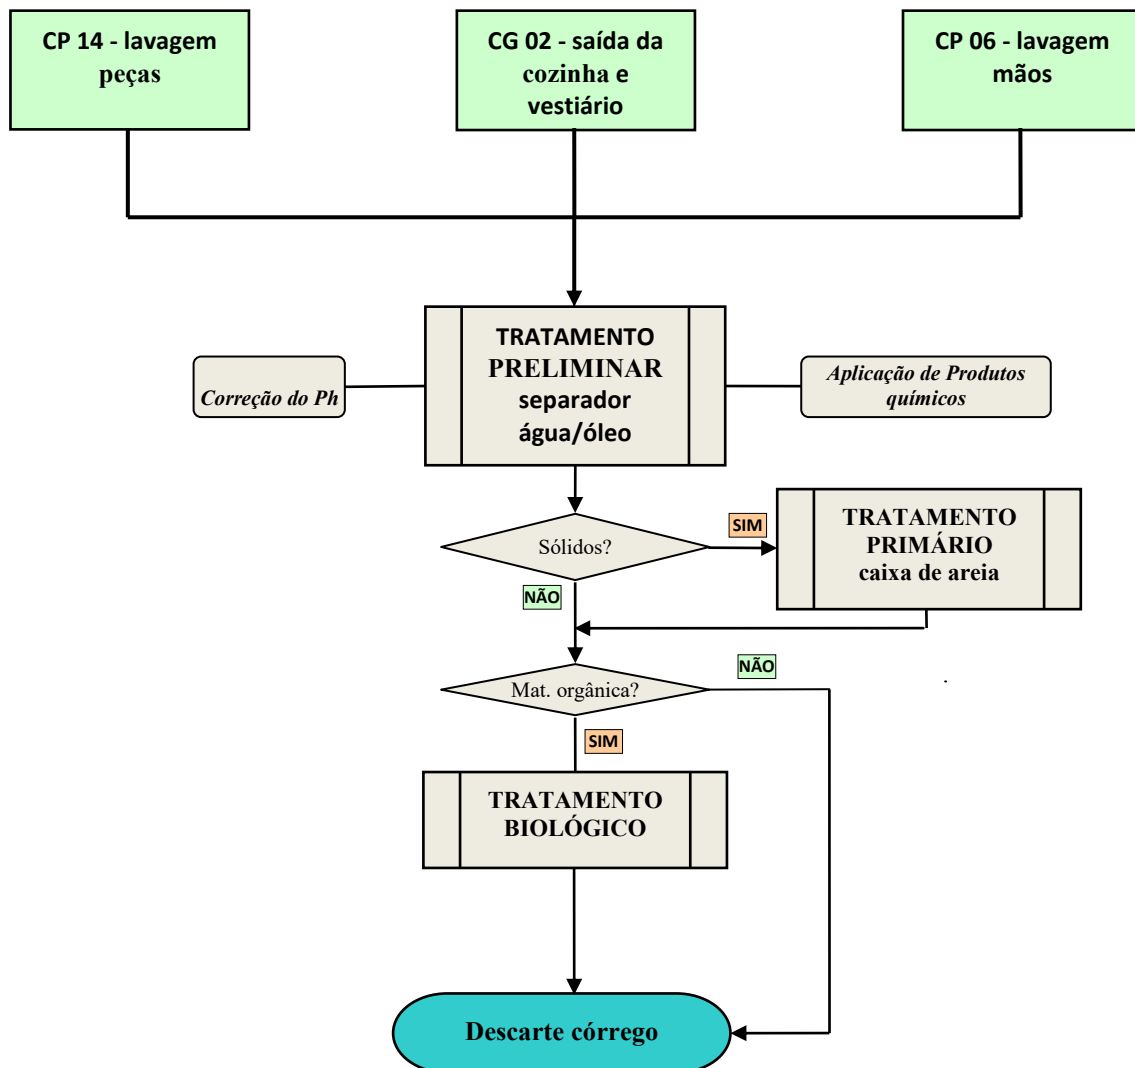 CP 14 - lavagem
peças
CG 02 - saída da
cozinha e
vestiário
CP 06 - lavagem
mãos
TRATAMENTO
PRELIMINAR
separador
água/óleo
Correção do Ph
Aplicação de Produtos
químicos
Sólidos?
SIM
TRATAMENTO
PRIMÁRIO
caixa de areia
NÃO
Mat. orgânica?
NÃO
SIM
TRATAMENTO
BIOLÓGICO
Descarte córrego